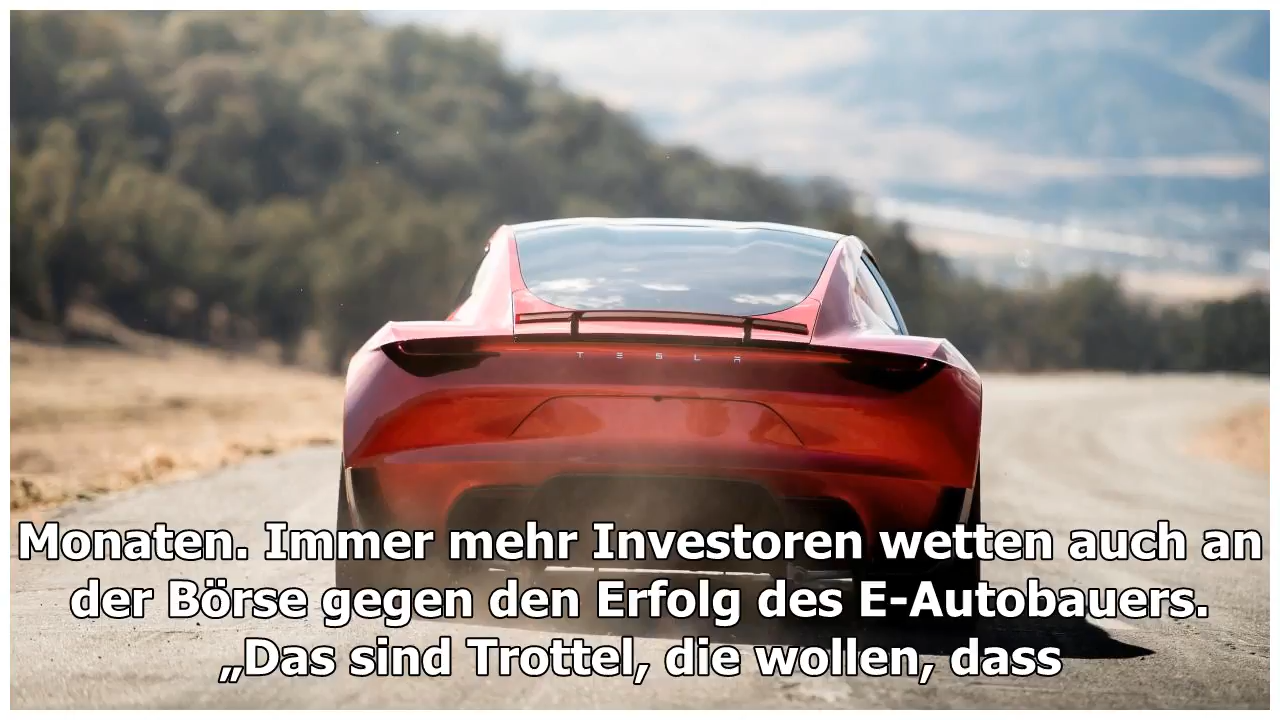 TESLA
Monaten. Immer mehr Investoren wetten auch an
der Börse gegen den Erfolg des E-Autobauers.
„Das sind Trottel, die wollen, dass